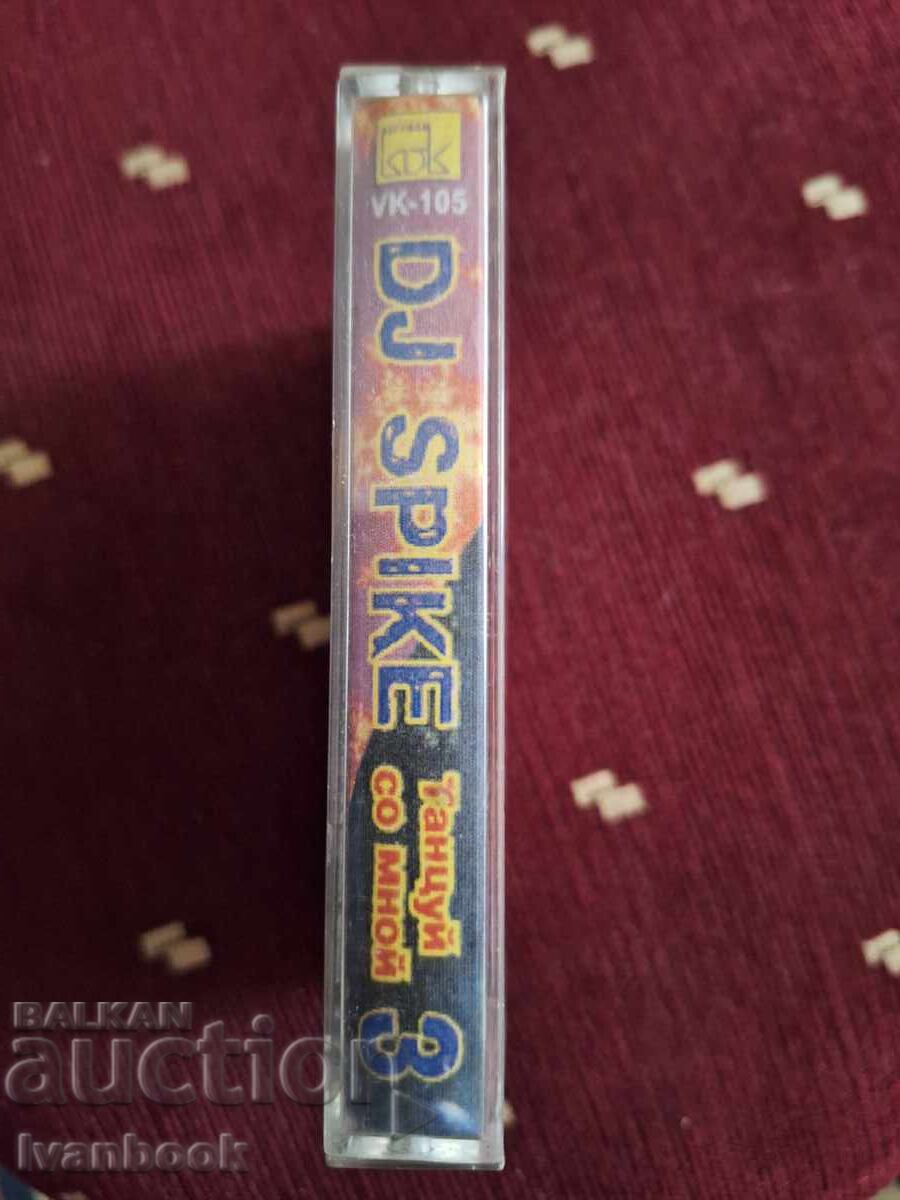 VK-105
DJ SPIKE
Танцуй
со мной
3
BALKAN
auction
Ivanbook